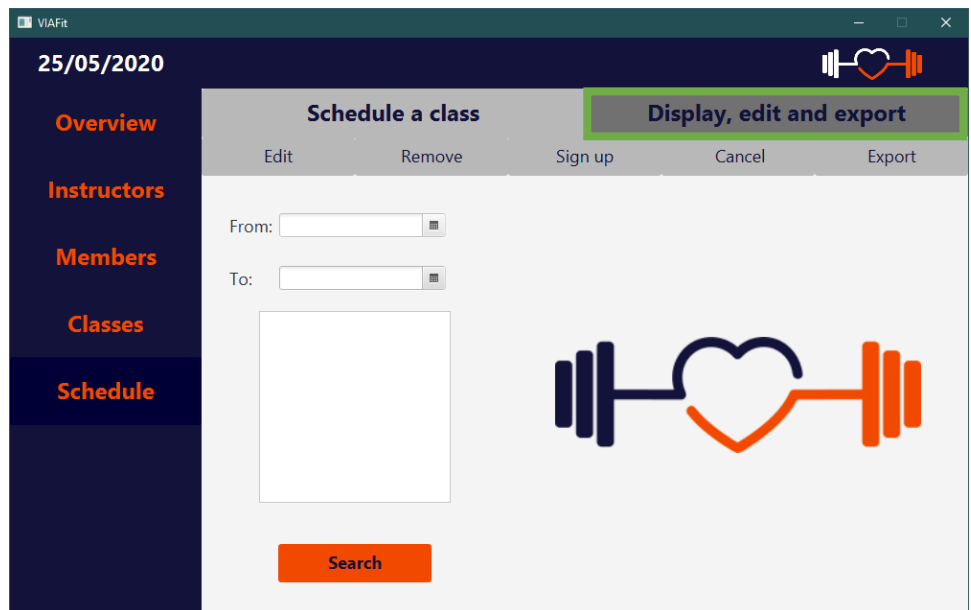 VIAFit
25/05/2020
Overview
Instructors
Members
Classes
Schedule
Schedule a class
Display, edit and export
Edit
Remove
Sign up
Cancel
Export
From:
To:
Search